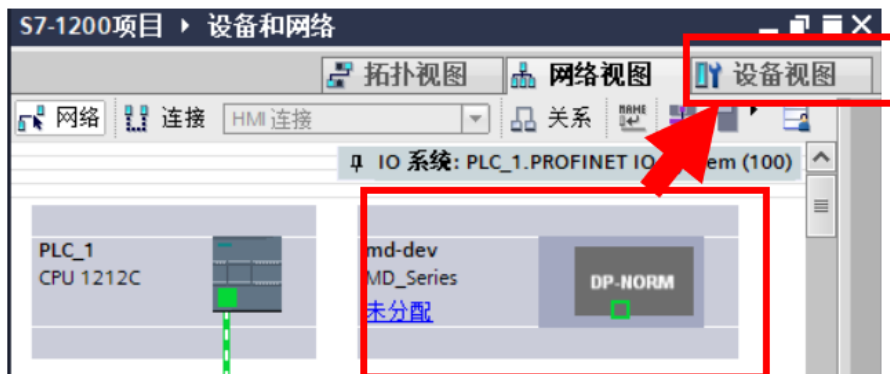 S7-1200项目 ▸ 设备和网络
拓扑视图 网络视图 设备视图
网络 连接 HMI 连接 关系 NAME
IO 系统: PLC_1.PROFINET IO em (100)
PLC_1
CPU 1212C
md-dev
MD_Series
未分配
DP-NORM